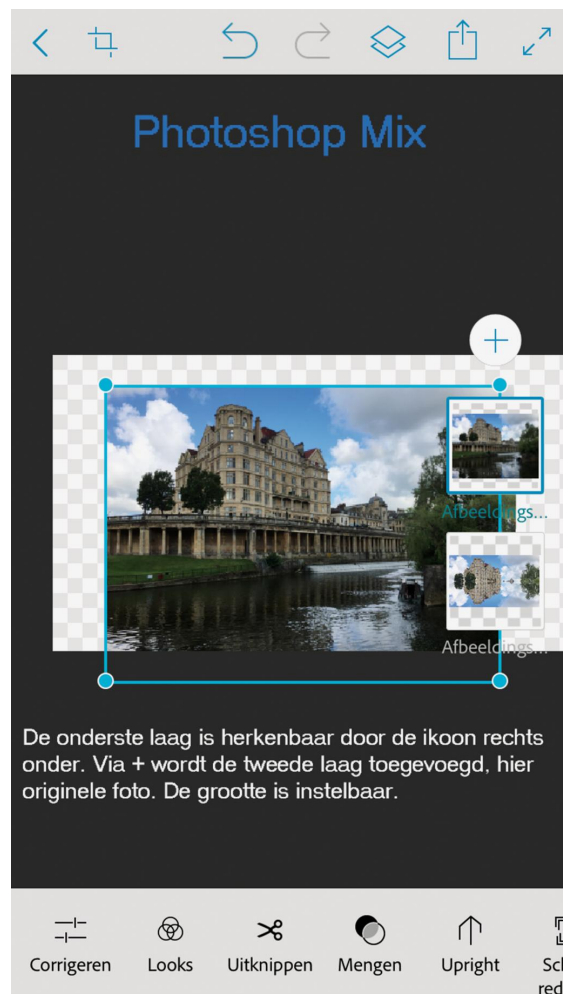 Photoshop Mix
Afbeeldings...
Afbeeldings...
De onderste laag is herkenbaar door de ikoon rechts
onder. Via + wordt de tweede laag toegevoegd, hier
originele foto. De grootte is instelbaar.
Corrigeren Looks Uitknippen Mengen Upright